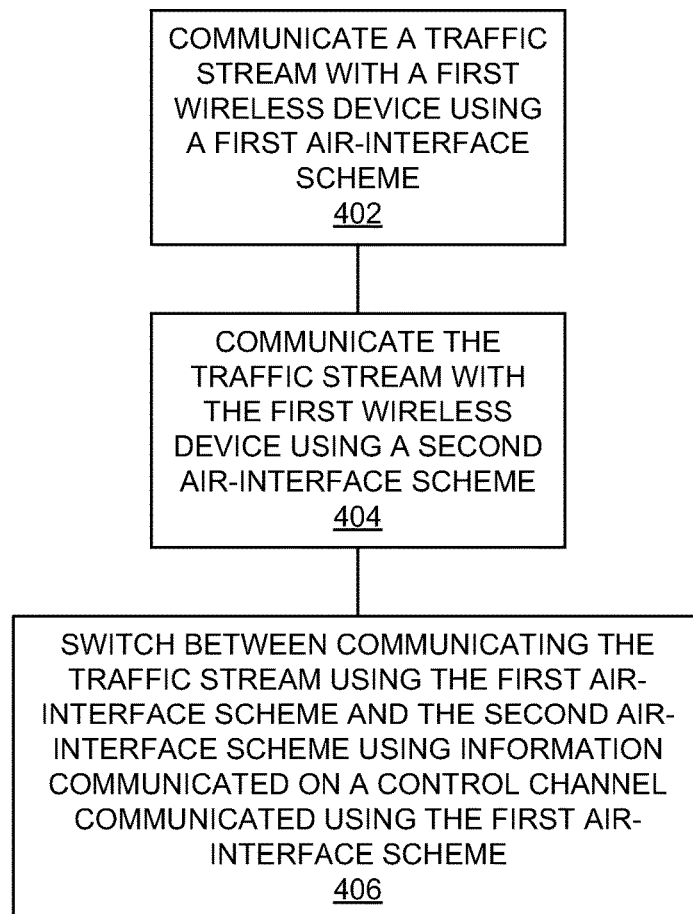 COMMUNICATE A TRAFFIC
STREAM WITH A FIRST
WIRELESS DEVICE USING
A FIRST AIR-INTERFACE
SCHEME
402
COMMUNICATE THE
TRAFFIC STREAM WITH
THE FIRST WIRELESS
DEVICE USING A SECOND
AIR-INTERFACE SCHEME
404
SWITCH BETWEEN COMMUNICATING THE
TRAFFIC STREAM USING THE FIRST AIR-
INTERFACE SCHEME AND THE SECOND AIR-
INTERFACE SCHEME USING INFORMATION
COMMUNICATED ON A CONTROL CHANNEL
COMMUNICATED USING THE FIRST AIR-
INTERFACE SCHEME
406